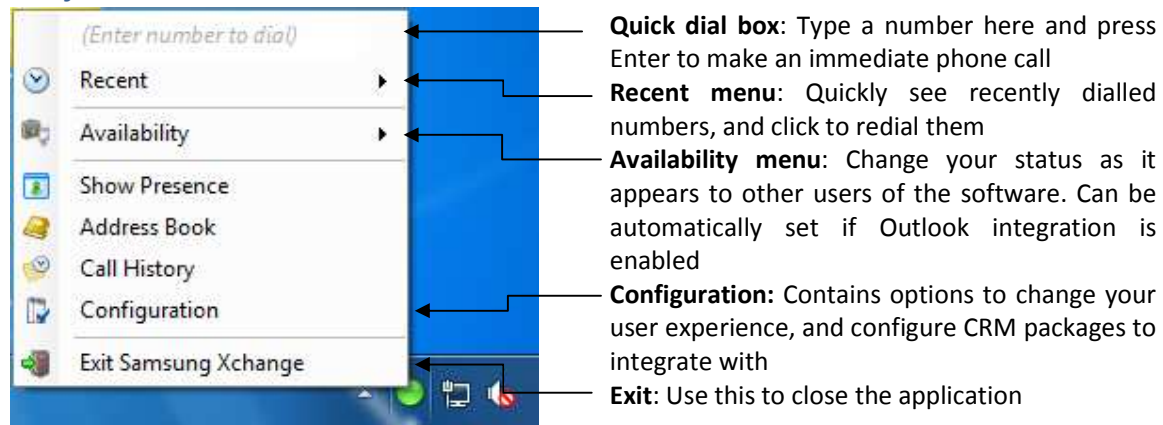 (Enter number to dial)
Recent
Availability
Show Presence
Address Book
Call History
Configuration
Exit Samsung Xchange
Quick dial box: Type a number here and press
Enter to make an immediate phone call
Recent menu: Quickly see recently dialled
numbers, and click to redial them
Availability menu: Change your status as it
appears to other users of the software. Can be
automatically set if Outlook integration is
enabled
Configuration: Contains options to change your
user experience, and configure CRM packages to
integrate with
Exit: Use this to close the application